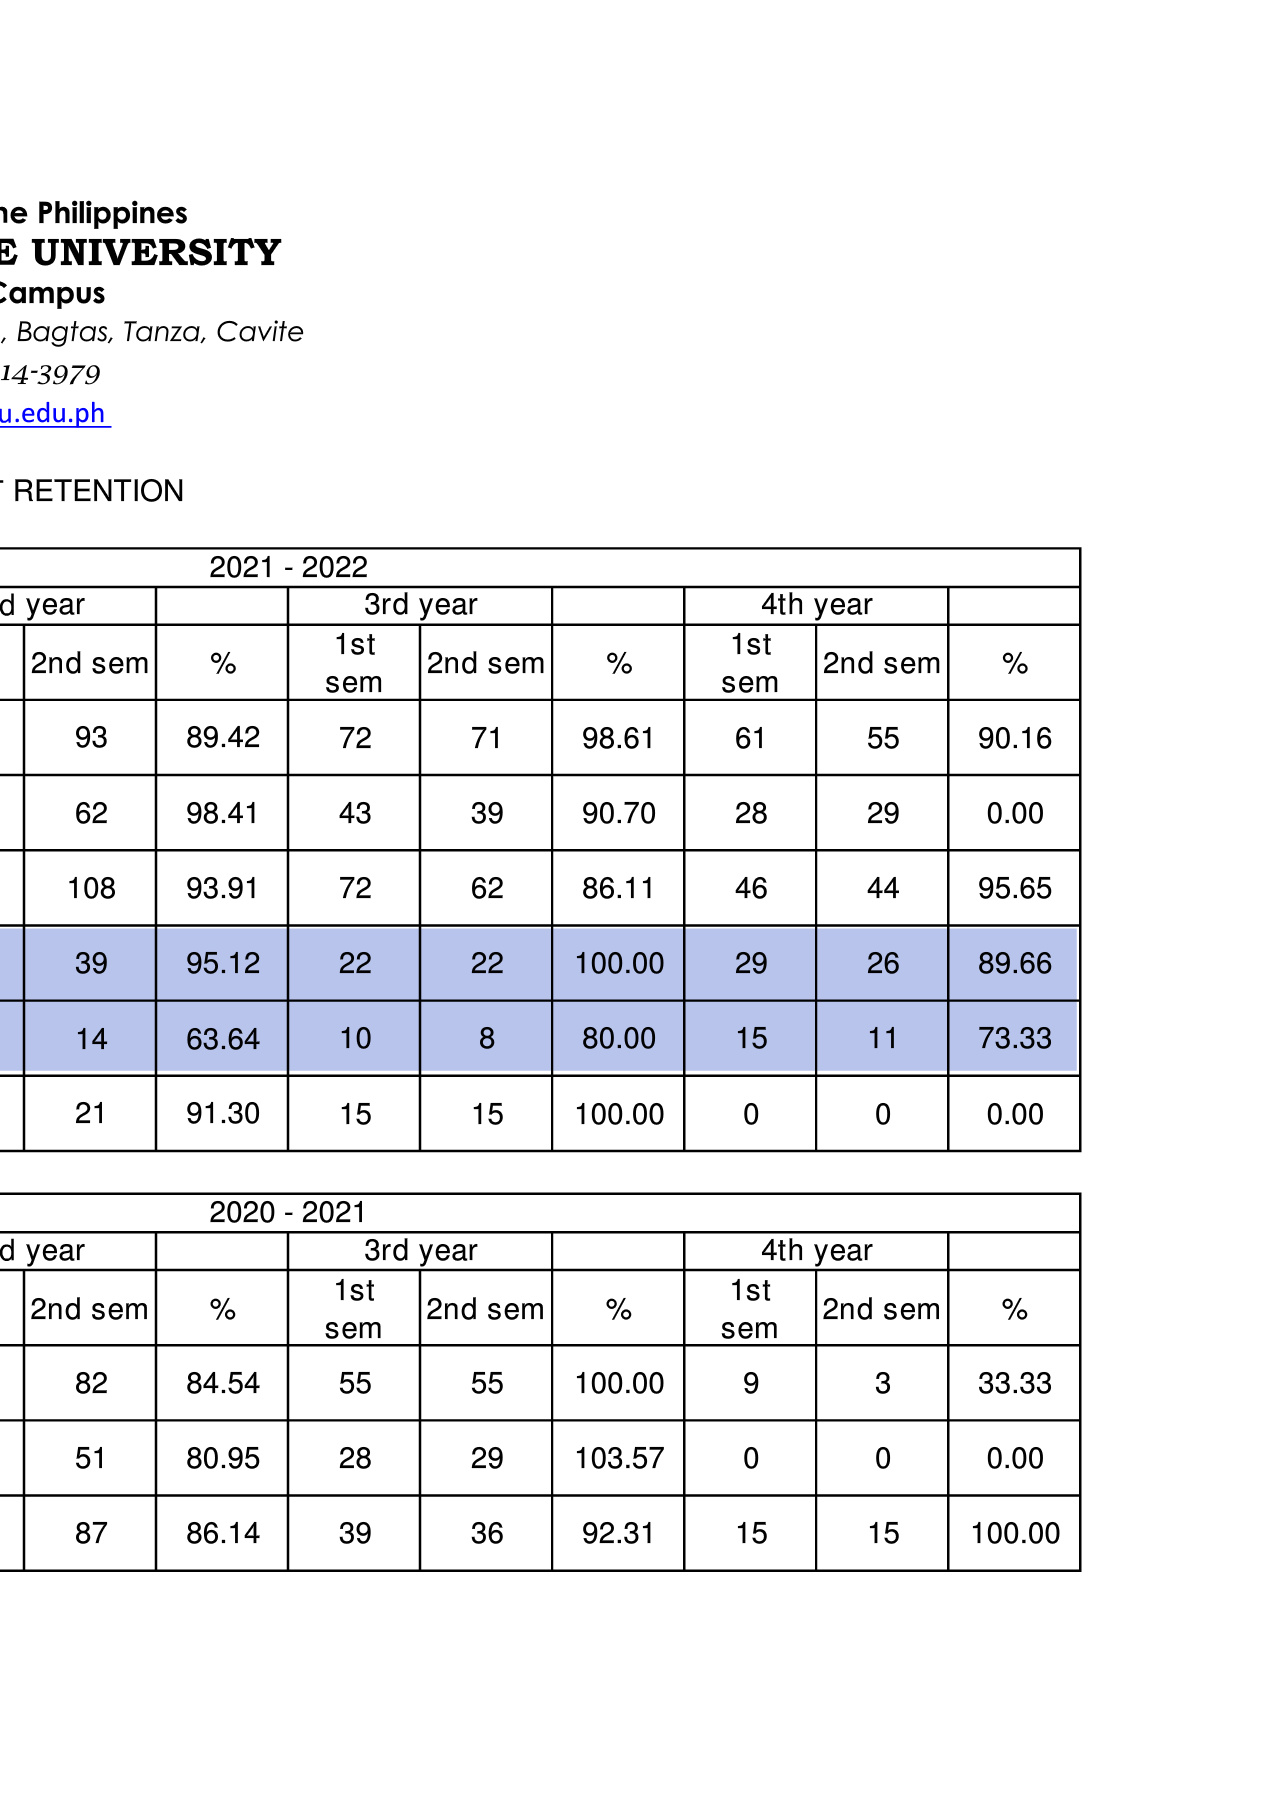 ne Philippines
E UNIVERSITY
Campus
, Bagtas, Tanza, Cavite
14-3979
u.edu.ph
T RETENTION
2021 - 2022
d year 3rd year 4th year
2nd sem % 1st sem 2nd sem % 1st sem 2nd sem %
93 89.42 72 71 98.61 61 55 90.16
62 98.41 43 39 90.70 28 29 0.00
108 93.91 72 62 86.11 46 44 95.65
39 95.12 22 22 100.00 29 26 89.66
14 63.64 10 8 80.00 15 11 73.33
21 91.30 15 15 100.00 0 0 0.00
2020 - 2021
d year 3rd year 4th year
2nd sem % 1st sem 2nd sem % 1st sem 2nd sem %
82 84.54 55 55 100.00 9 3 33.33
51 80.95 28 29 103.57 0 0 0.00
87 86.14 39 36 92.31 15 15 100.00